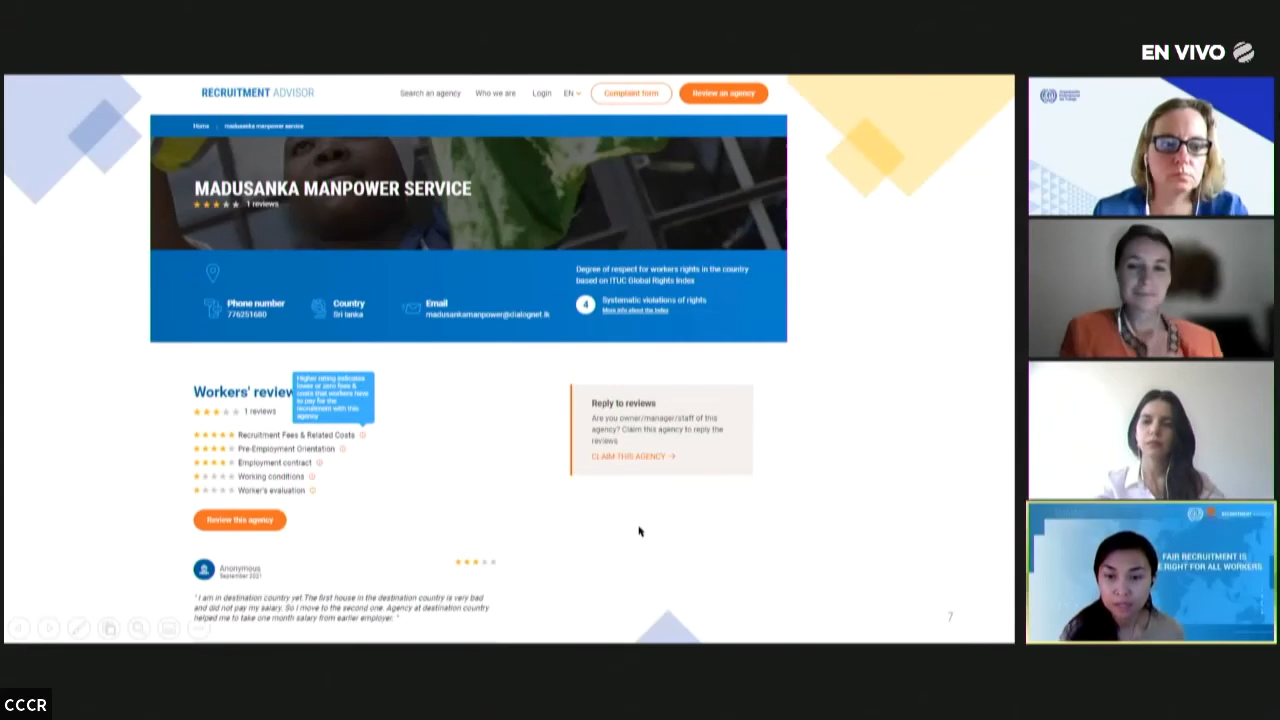 EN VIVO
RECRUITMENT ADVISOR
Search an agency
Who we are
Login
EN
Complaint form
Review an agency
Home
madusanka manpower service
MADUSANKA MANPOWER SERVICE
1 reviews
Phone number
776251680
Country
Sri lanka
Email
madusankamanpower@dialognet.lk
Degree of respect for workers rights in the country
based on ITUC Global Rights Index
4
Systematic violations of rights
More info about the Index
Workers' review
1 reviews
Higher rating indicates
lower or zero fees &
costs that workers have
to pay for the
recruitment with this
agency
Recruitment Fees & Related Costs
Pre-Employment Orientation
Employment contract
Working conditions
Worker's evaluation
Review this agency
Reply to reviews
Are you owner/manager/staff of this
agency? Claim this agency to reply the
reviews
CLAIM THIS AGENCY →
Anonymous
September 2021
" I am in destination country yet.The first house in the destination country is very bad
and did not pay my salary. So I move to the second one. Agency at destination country
helped me to take one month salary from earlier employer. "
7
RECRUITMENT
FAIR RECRUITMENT IS
RIGHT FOR ALL WORKERS
CCCR